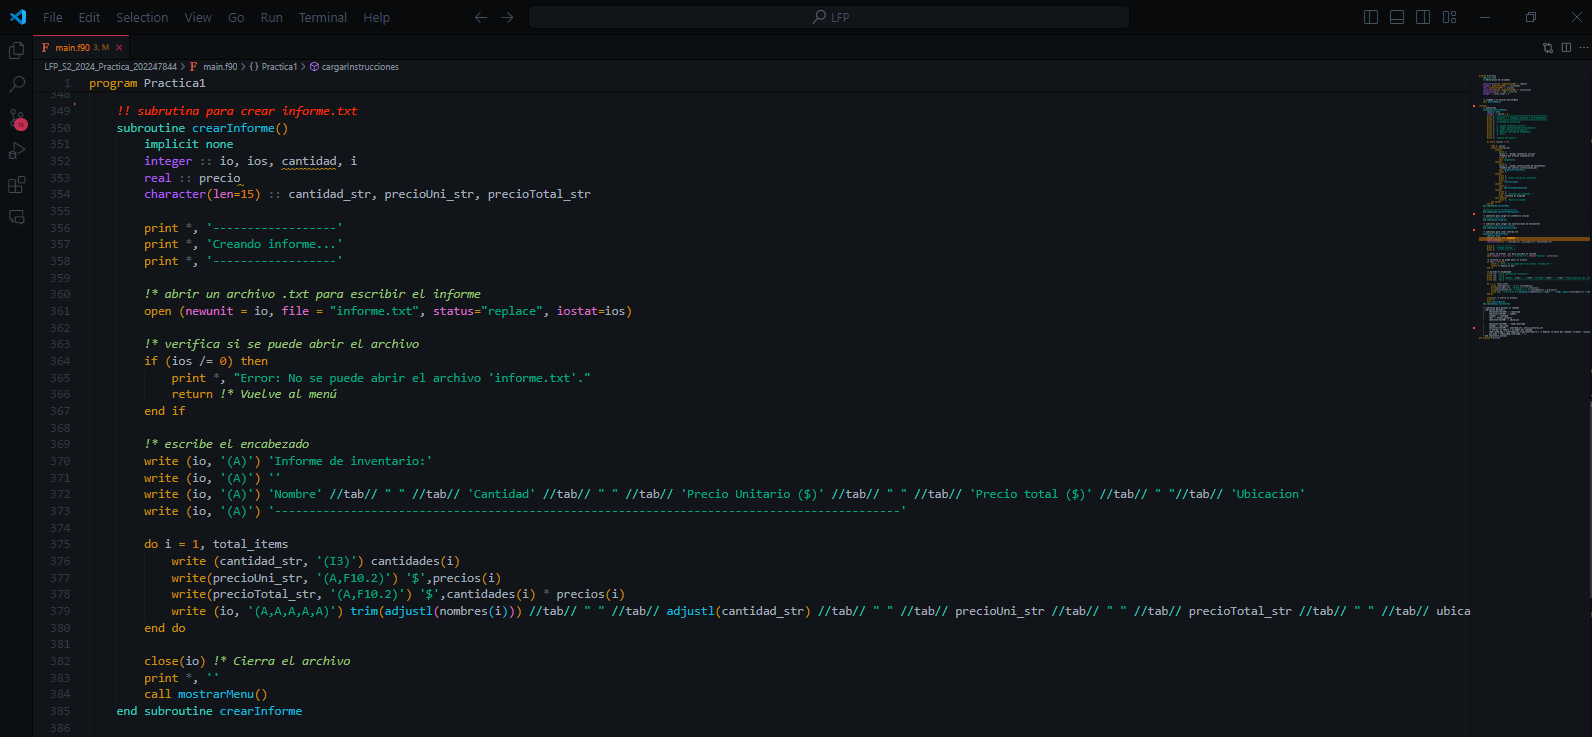 File Edit Selection View Go Run Terminal Help
LFP
F main.f90 3, M
LFP_S2_2024_Practica_202247844 > F main.f90 > {} Practica1 > cargarInstrucciones
1 program Practica1
348
349 !! subrutina para crear informe.txt
350 subroutine crearInforme()
351 implicit none
352 integer :: io, ios, cantidad, i
353 real :: precio
354 character(len=15) :: cantidad_str, precioUni_str, precioTotal_str
355
356 print *, '------------------'
357 print *, 'Creando informe...'
358 print *, '------------------'
359
360 !* abrir un archivo .txt para escribir el informe
361 open (newunit = io, file = "informe.txt", status="replace", iostat=ios)
362
363 !* verifica si se puede abrir el archivo
364 if (ios /= 0) then
365 print *, "Error: No se puede abrir el archivo 'informe.txt'."
366 return !* Vuelve al menú
367 end if
368
369 !* escribe el encabezado
370 write (io, '(A)') 'Informe de inventario:'
371 write (io, '(A)') ''
372 write (io, '(A)') 'Nombre' //tab// " " //tab// 'Cantidad' //tab// " " //tab// 'Precio Unitario ($)' //tab// " " //tab// 'Precio total ($)' //tab// " "//tab// 'Ubicacion'
373 write (io, '(A)') '-------------------------------------------------------------------------------------------'
374
375 do i = 1, total_items
376 write (cantidad_str, '(I3)') cantidades(i)
377 write(precioUni_str, '(A,F10.2)') '$',precios(i)
378 write(precioTotal_str, '(A,F10.2)') '$',cantidades(i) * precios(i)
379 write (io, '(A,A,A,A,A)') trim(adjustl(nombres(i))) //tab// " " //tab// adjustl(cantidad_str) //tab// " " //tab// precioUni_str //tab// " " //tab// precioTotal_str //tab// " " //tab// ubica
380 end do
381
382 close(io) !* Cierra el archivo
383 print *, ''
384 call mostrarMenu()
385 end subroutine crearInforme
386